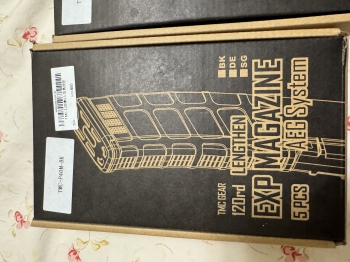 BK
DE
SG
TMC GEAR
120rd LENGTHEN
EXP MAGAZINE
AEG System
5 PCS